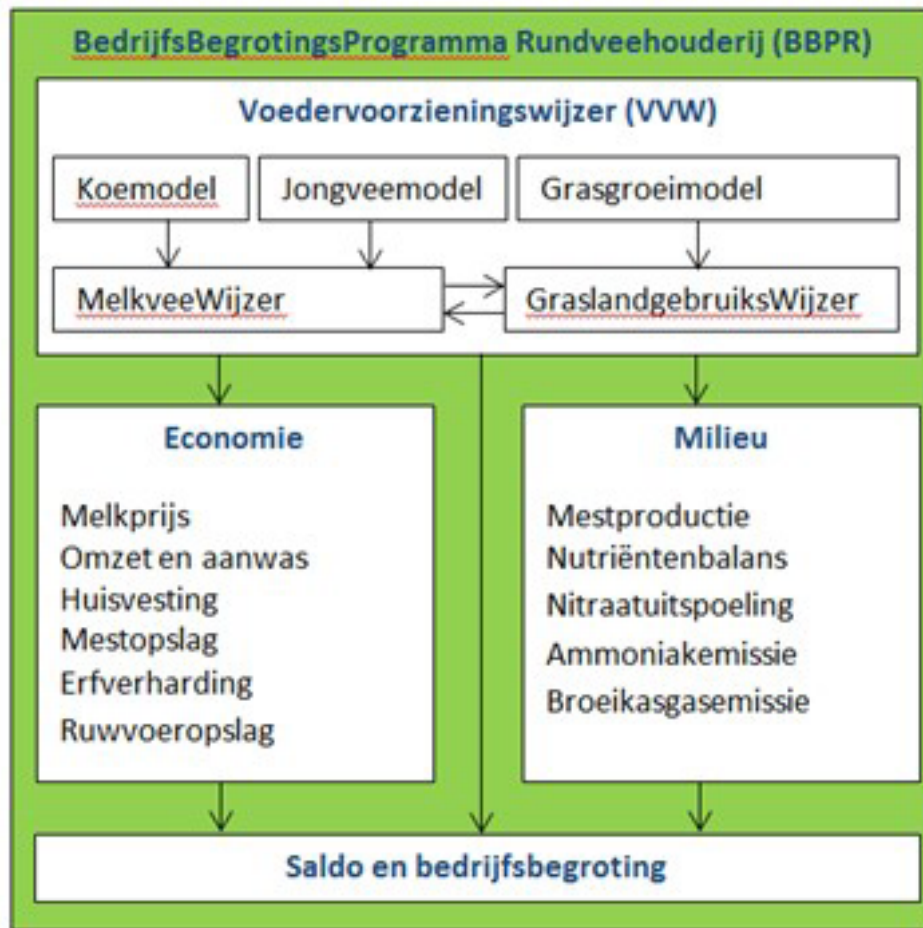 BedrijfsBegrotingsProgramma Rundveehouderij (BBPR)
Voedervoorzieningswijzer (VVW)
Koemodel
Jongveemodel
Grasgroeimodel
MelkveeWijzer
GraslandgebruiksWijzer
Economie
Melkprijs
Omzet en aanwas
Huisvesting
Mestopslag
Erfverharding
Ruwvoeropslag
Milieu
Mestproductie
Nutriëntenbalans
Nitraatuitspoeling
Ammoniakemissie
Broeikasgasemissie
Saldo en bedrijfsbegroting